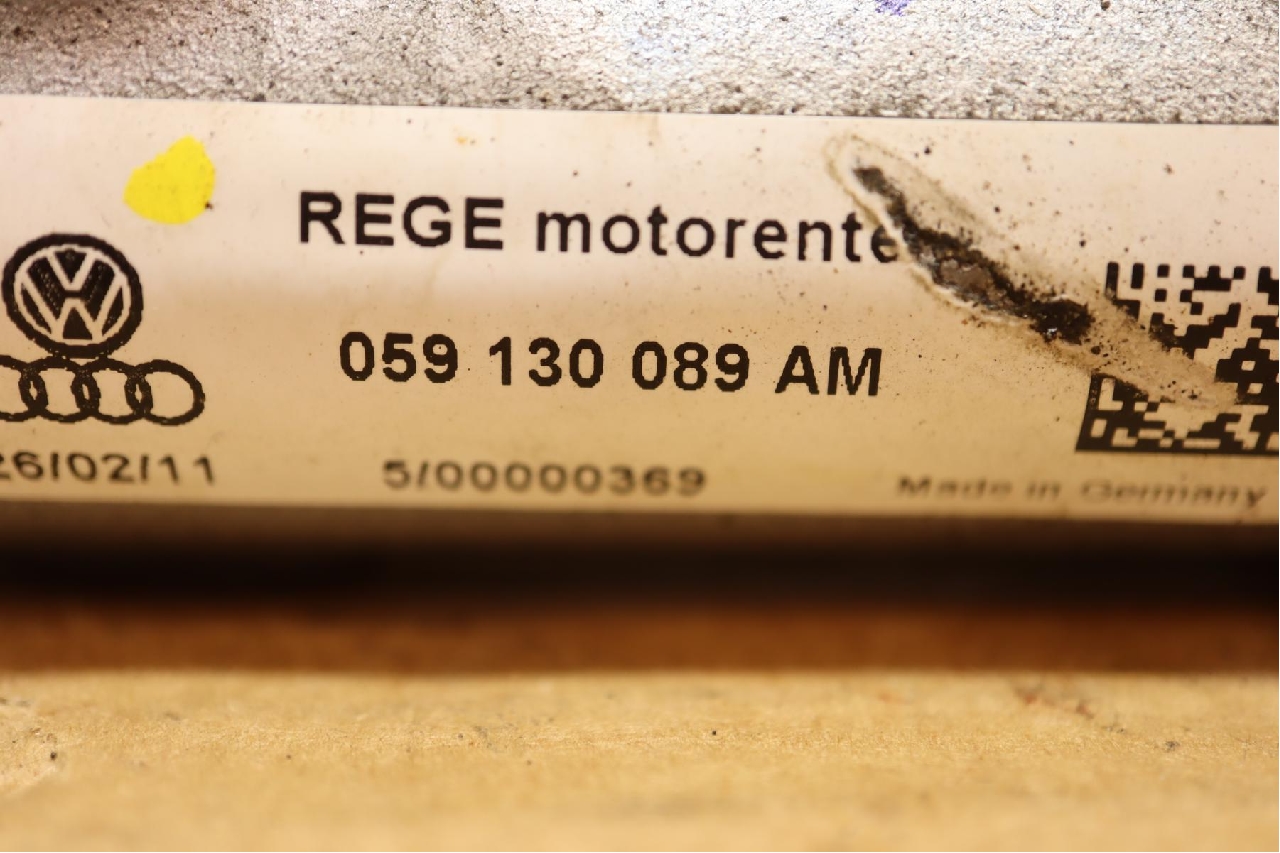 REGE motorente
059 130 089 AM
26/02/11 5/00000369 Made in Germany